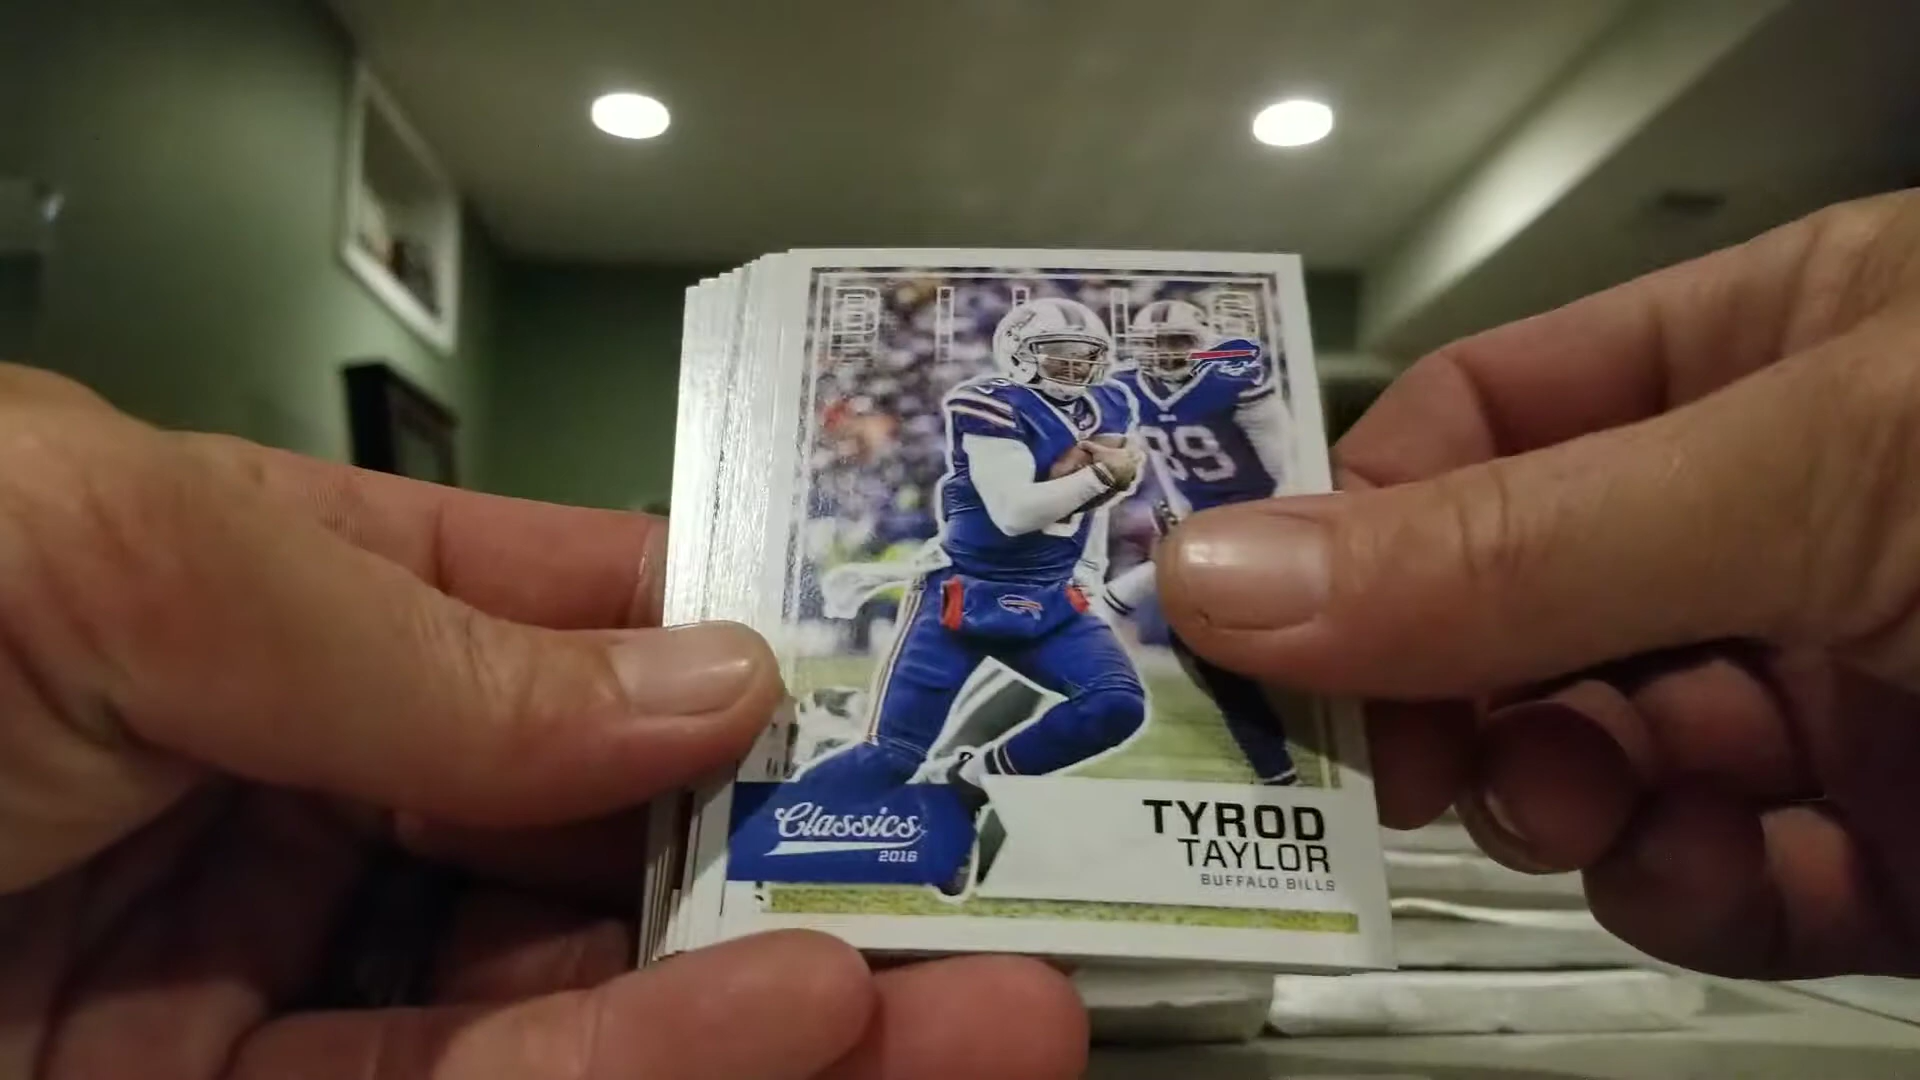 BILLS
89
Classics
2016
TYROD
TAYLOR
BUFFALO BILLS